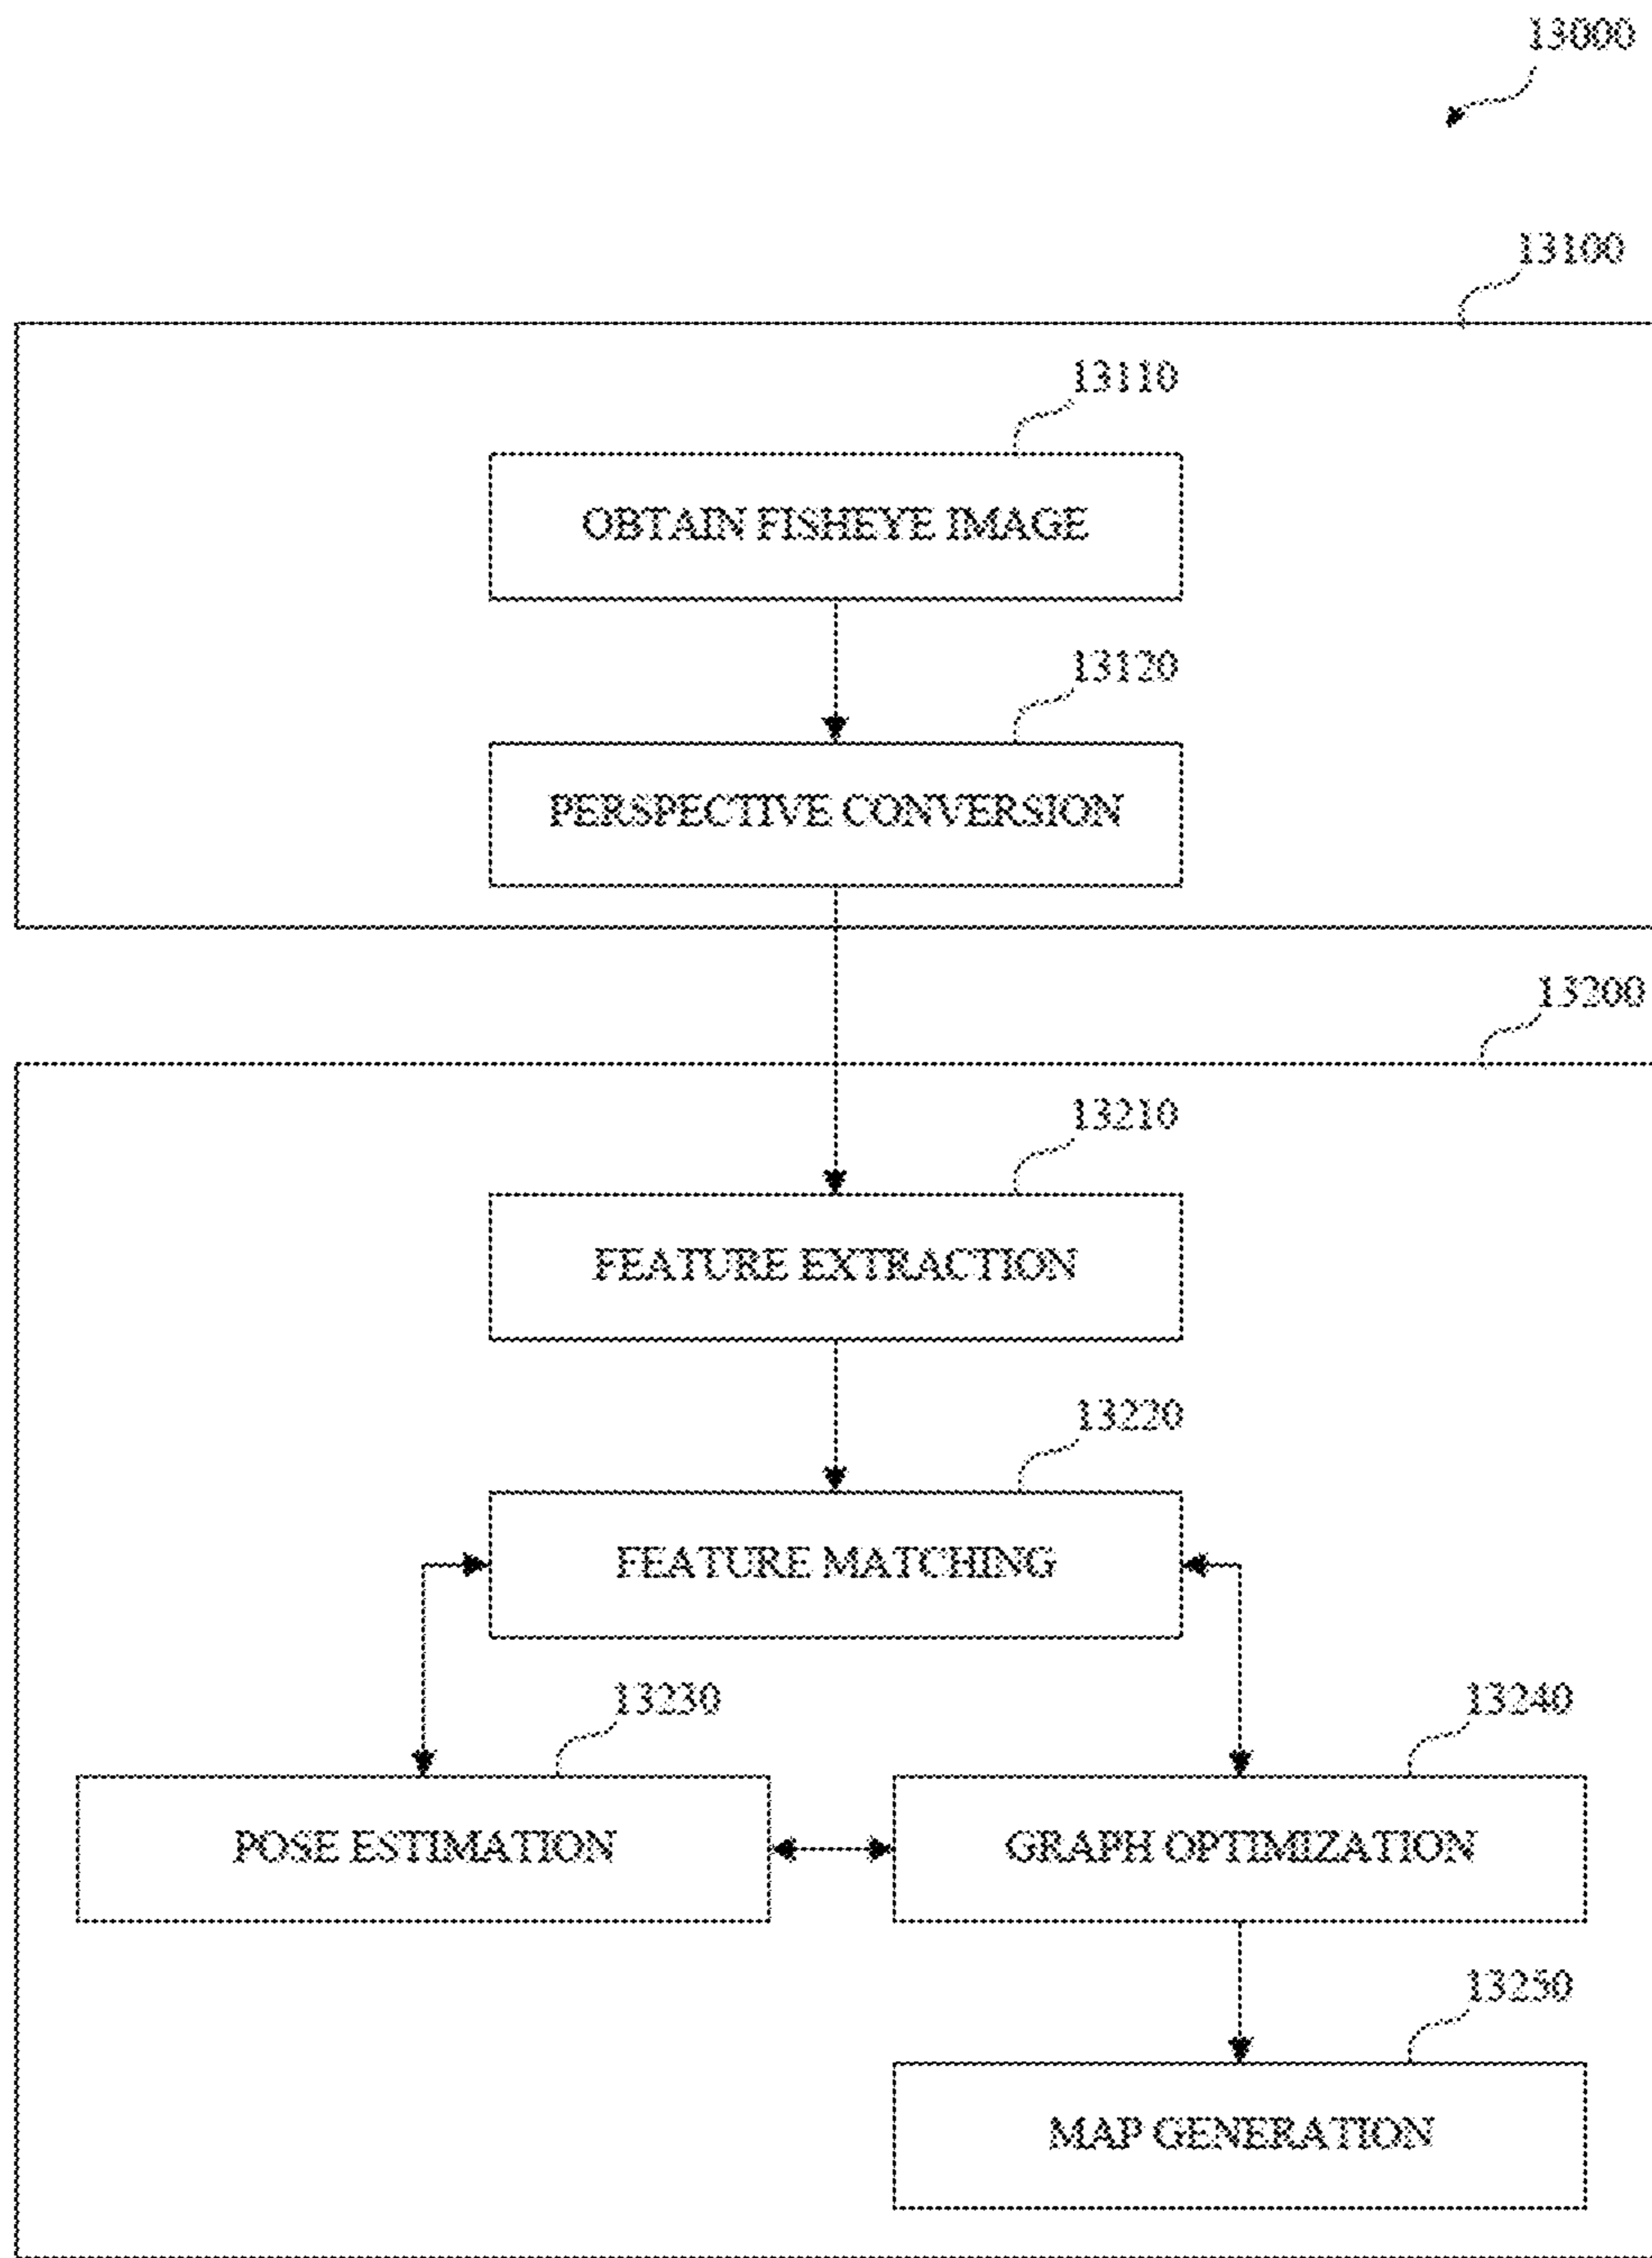 13000
13100
13110
OBTAIN FISHEYE IMAGE
13120
PERSPECTIVE CONVERSION
13200
13210
FEATURE EXTRACTION
13220
FEATURE MATCHING
13230
13240
POSE ESTIMATION
GRAPH OPTIMIZATION
13250
MAP GENERATION